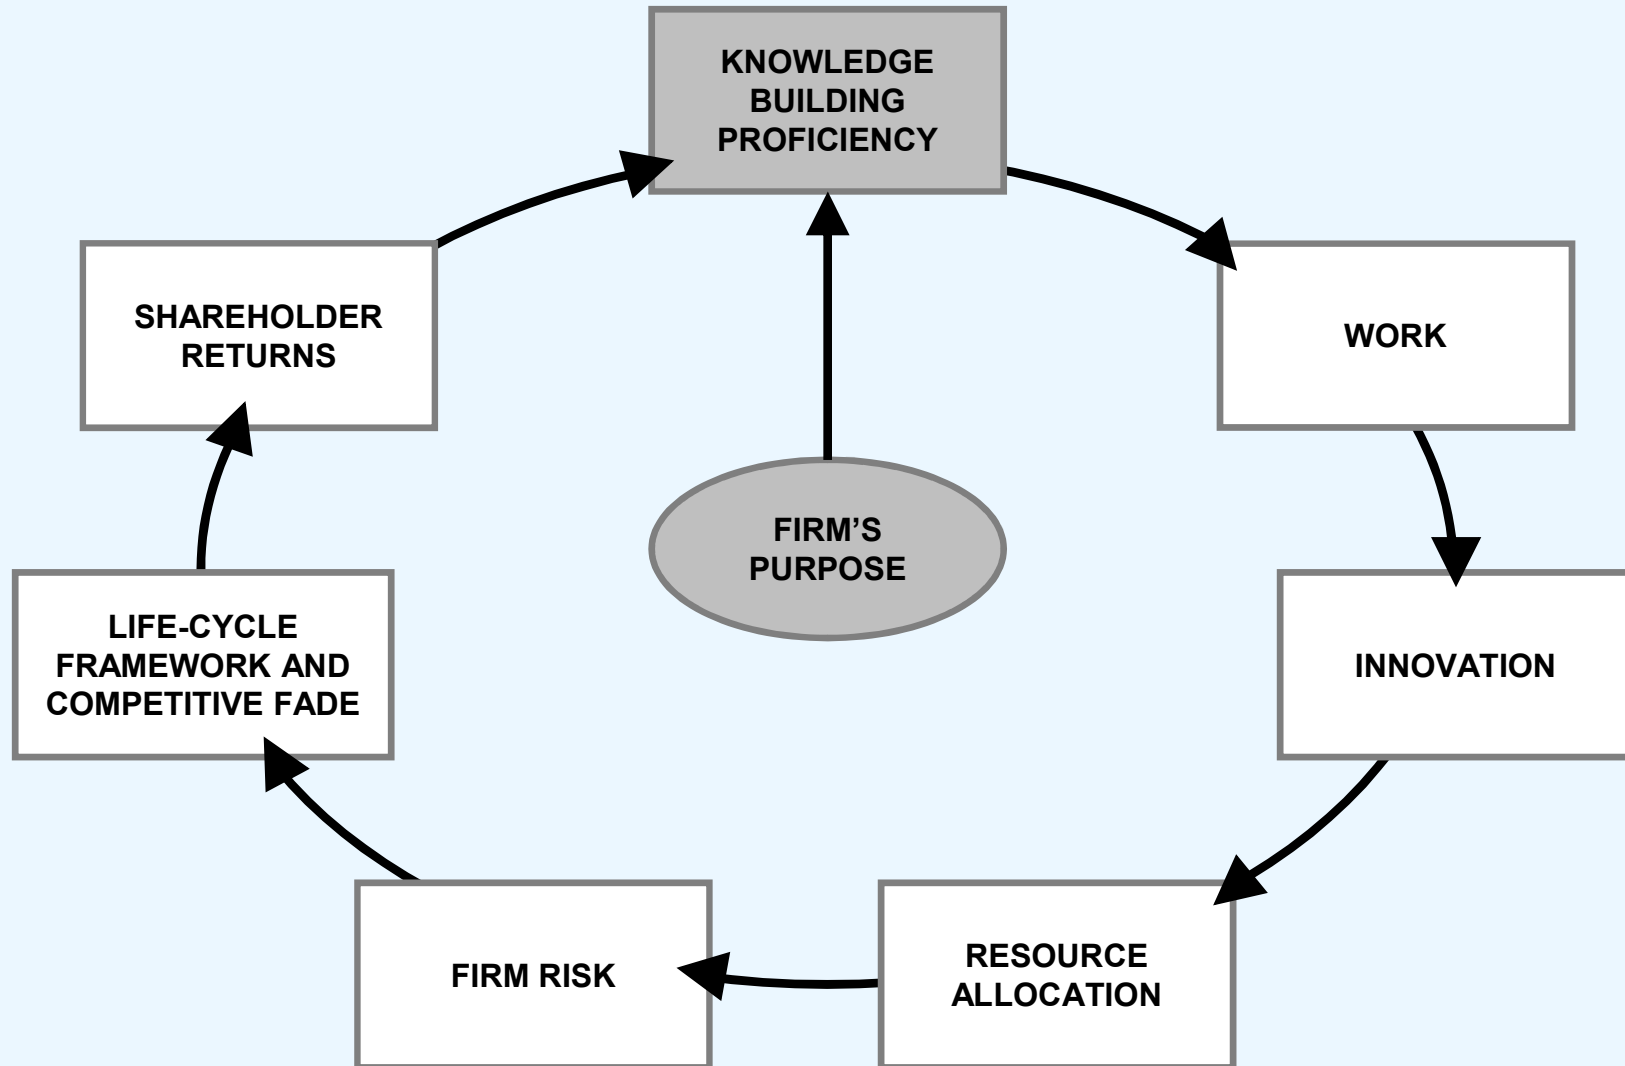 KNOWLEDGE
BUILDING
PROFICIENCY
SHAREHOLDER
RETURNS
WORK
FIRM’S
PURPOSE
LIFE-CYCLE
FRAMEWORK AND
COMPETITIVE FADE
INNOVATION
FIRM RISK
RESOURCE
ALLOCATION